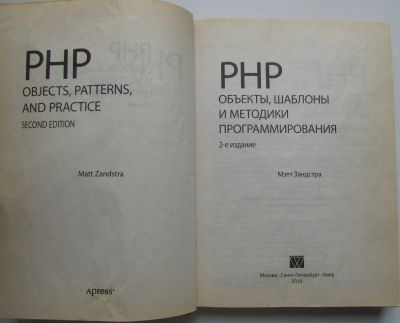 PHP
OBJECTS, PATTERNS,
AND PRACTICE
SECOND EDITION
Matt Zandstra
Apress®
PHP
ОБЪЕКТЫ, ШАБЛОНЫ
И МЕТОДИКИ
ПРОГРАММИРОВАНИЯ
2-е издание
Мэтт Зандстра
Москва · Санкт-Петербург · Киев
2010